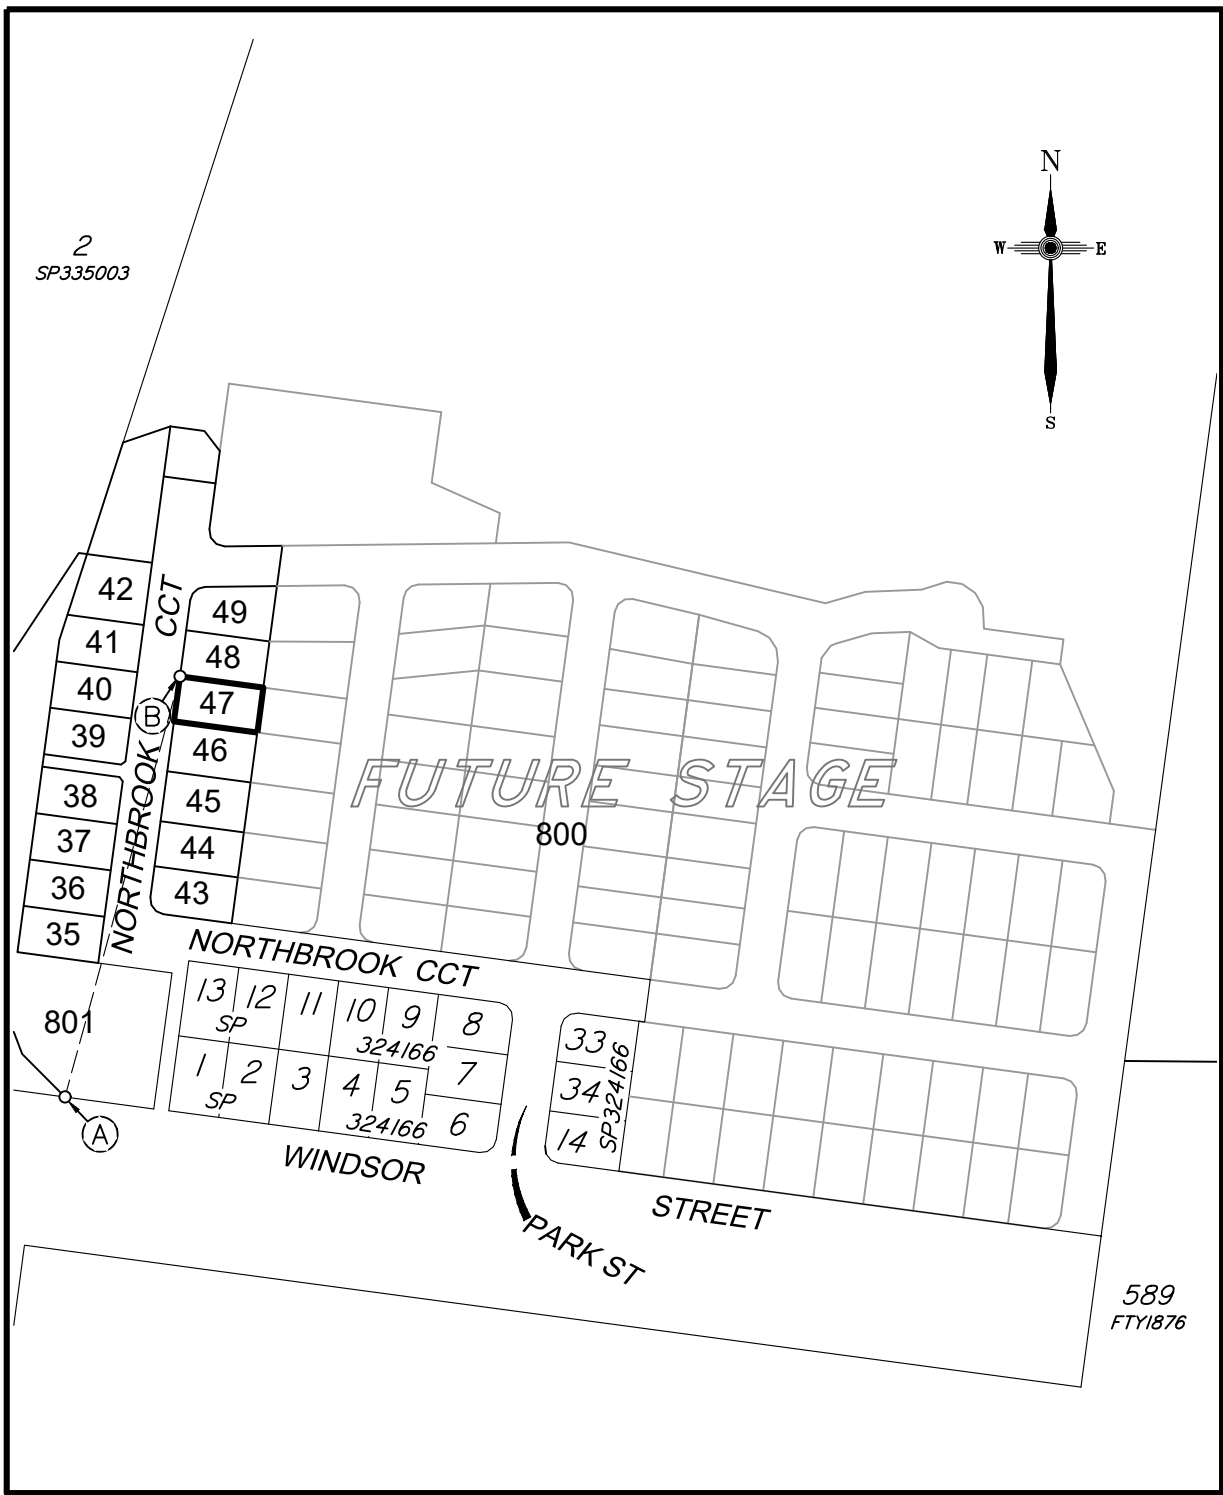 N
W
E
S
2
SP335003
42
CCT
49
41
48
40
47
B
39
46
NORTHBROOK
38
45
FUTURE STAGE
800
37
44
36
43
35
NORTHBROOK CCT
13
12
11
10
9
8
SP
324166
801
1
2
3
4
5
7
6
SP
324166
33
34
14
SP324166
A
WINDSOR
STREET
PARK ST
589
FTY1876